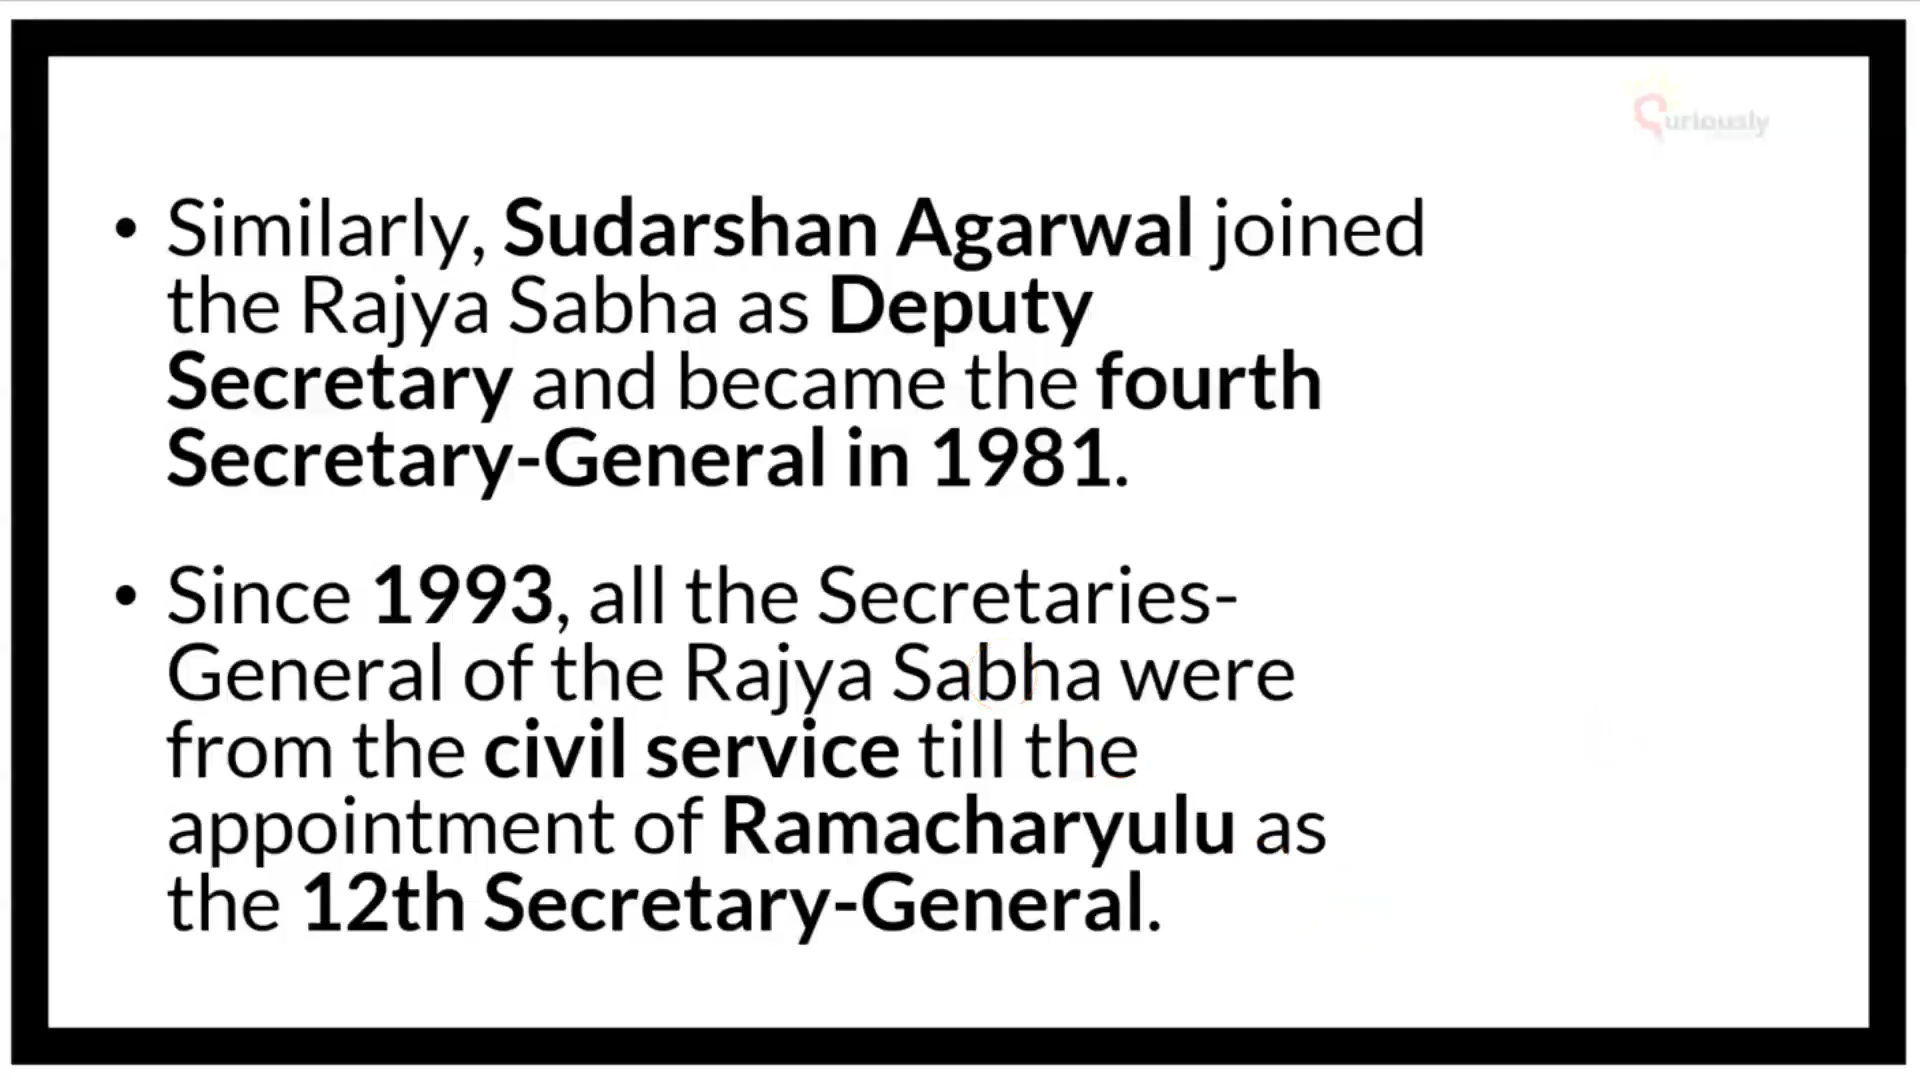 uriously
• Similarly, Sudarshan Agarwal joined
the Rajya Sabha as Deputy
Secretary and became the fourth
Secretary-General in 1981.
• Since 1993, all the Secretaries-
General of the Rajya Sabha were
from the civil service till the
appointment of Ramacharyulu as
the 12th Secretary-General.